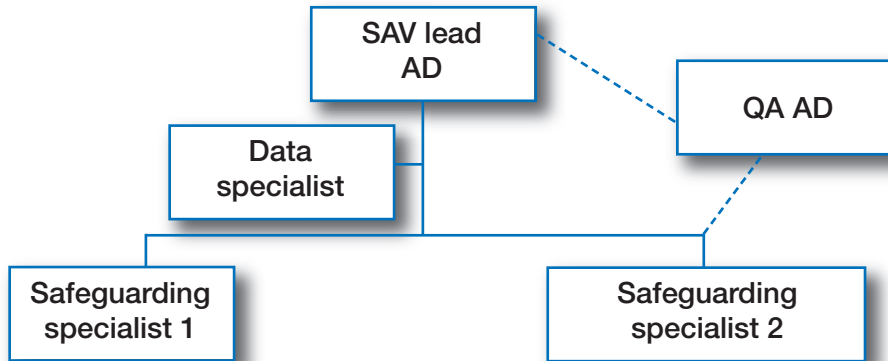 SAV lead
AD
QA AD
Data
specialist
Safeguarding
specialist 1
Safeguarding
specialist 2